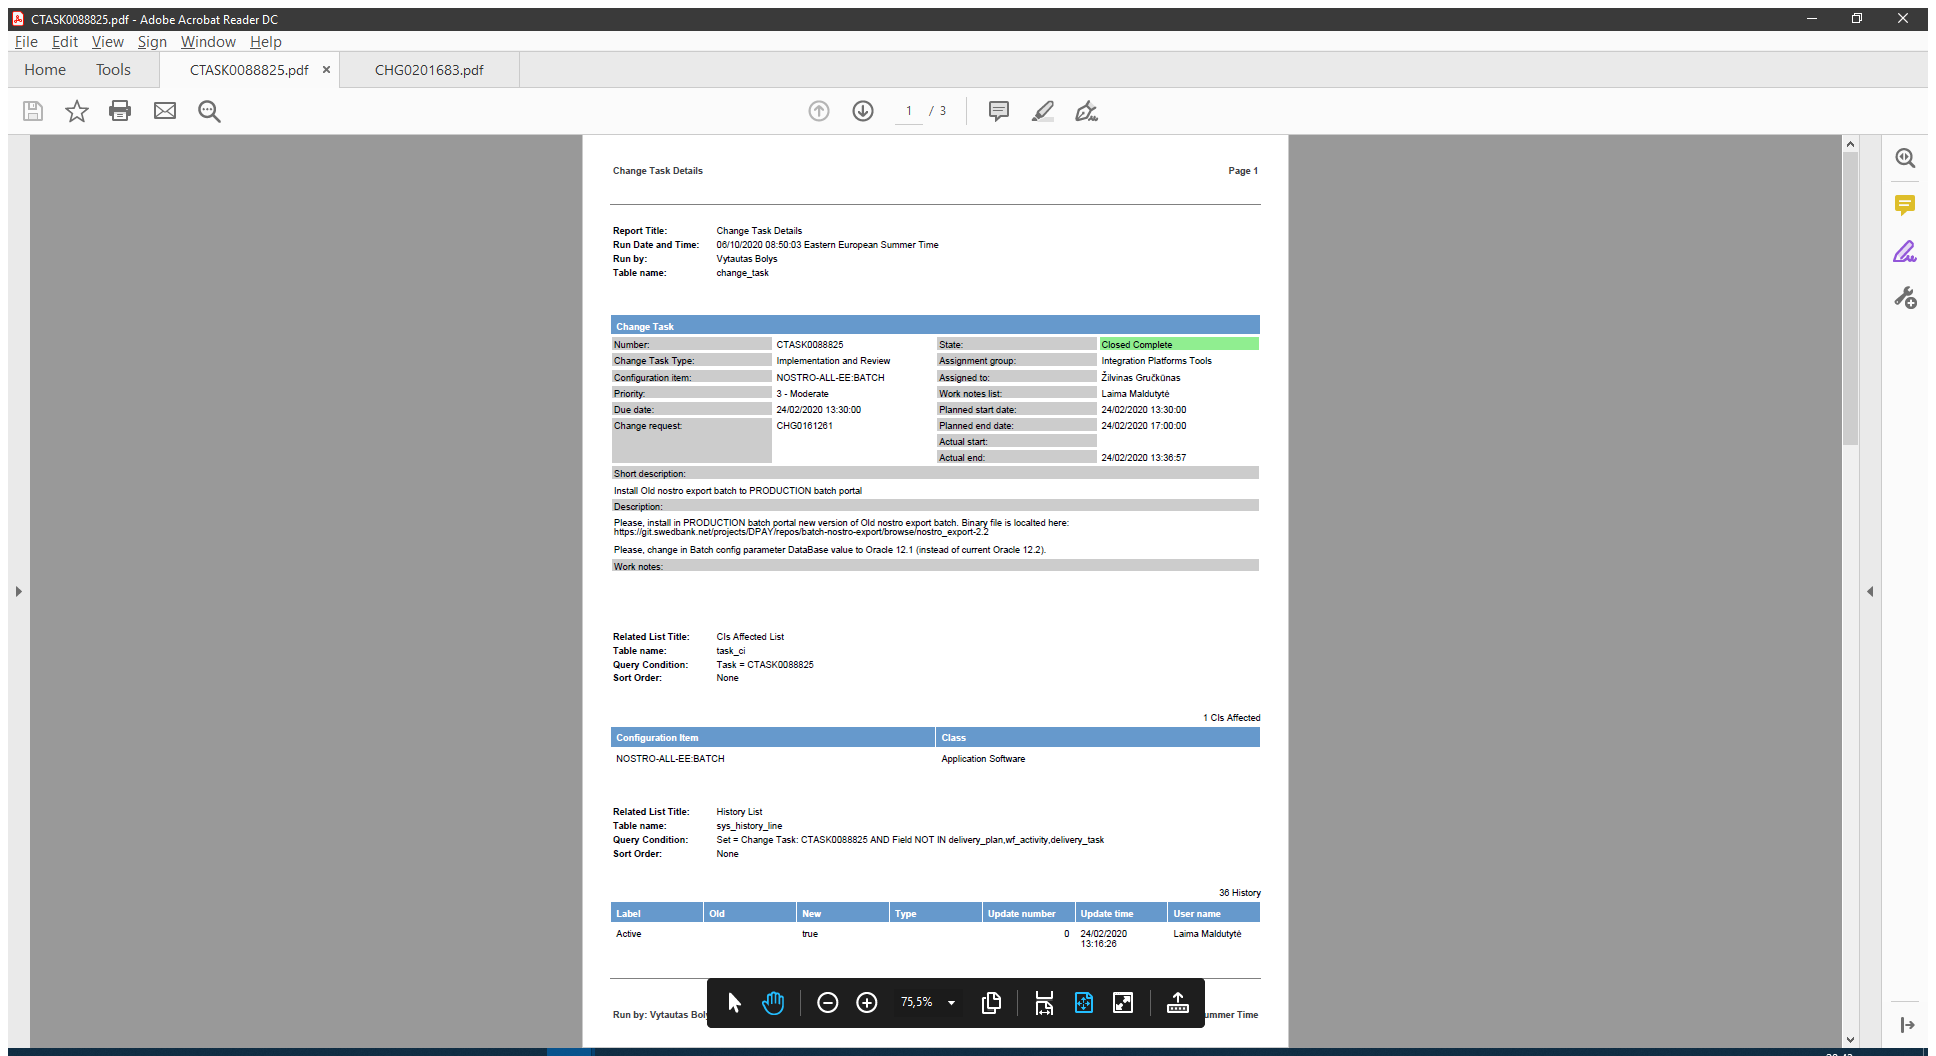 CTASK0088825.pdf - Adobe Acrobat Reader DC
File Edit View Sign Window Help
Home Tools CTASK0088825.pdf × CHG0201683.pdf
1 / 3
Change Task Details Page 1
Report Title: Change Task Details
Run Date and Time: 06/10/2020 08:50:03 Eastern European Summer Time
Run by: Vytautas Bolys
Table name: change_task
Change Task
Number: CTASK0088825 State: Closed Complete
Change Task Type: Implementation and Review Assignment group: Integration Platforms Tools
Configuration item: NOSTRO-ALL-EE:BATCH Assigned to: Žilvinas Gručkūnas
Priority: 3 - Moderate Work notes list: Laima Maldutytė
Due date: 24/02/2020 13:30:00 Planned start date: 24/02/2020 13:30:00
Change request: CHG0161261 Planned end date: 24/02/2020 17:00:00
Actual start:
Actual end: 24/02/2020 13:36:57
Short description:
Install Old nostro export batch to PRODUCTION batch portal
Description:
Please, install in PRODUCTION batch portal new version of Old nostro export batch. Binary file is localted here:
https://git.swedbank.net/projects/DPAY/repos/batch-nostro-export/browse/nostro_export-2.2
Please, change in Batch config parameter DataBase value to Oracle 12.1 (instead of current Oracle 12.2).
Work notes:
Related List Title: CIs Affected List
Table name: task_ci
Query Condition: Task = CTASK0088825
Sort Order: None
1 CIs Affected
Configuration Item Class
NOSTRO-ALL-EE:BATCH Application Software
Related List Title: History List
Table name: sys_history_line
Query Condition: Set = Change Task: CTASK0088825 AND Field NOT IN delivery_plan,wf_activity,delivery_task
Sort Order: None
36 History
Label Old New Type Update number Update time User name
Active true 0 24/02/2020 Laima Maldutytė
13:16:26
75,5%
Run by: Vytautas Bol ummer Time